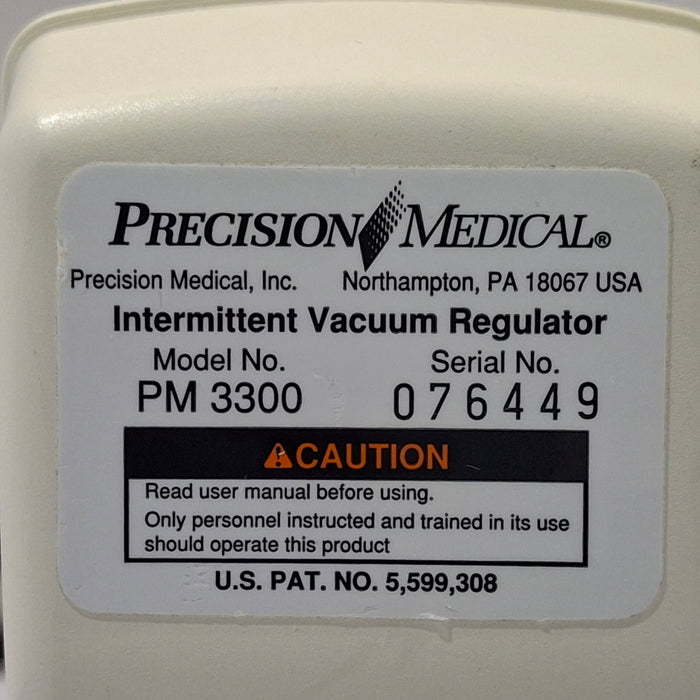 PRECISION MEDICAL®
Precision Medical, Inc. Northampton, PA 18067 USA
Intermittent Vacuum Regulator
Model No. Serial No.
PM 3300 076449
CAUTION
Read user manual before using.
Only personnel instructed and trained in its use
should operate this product
U.S. PAT. NO. 5,599,308